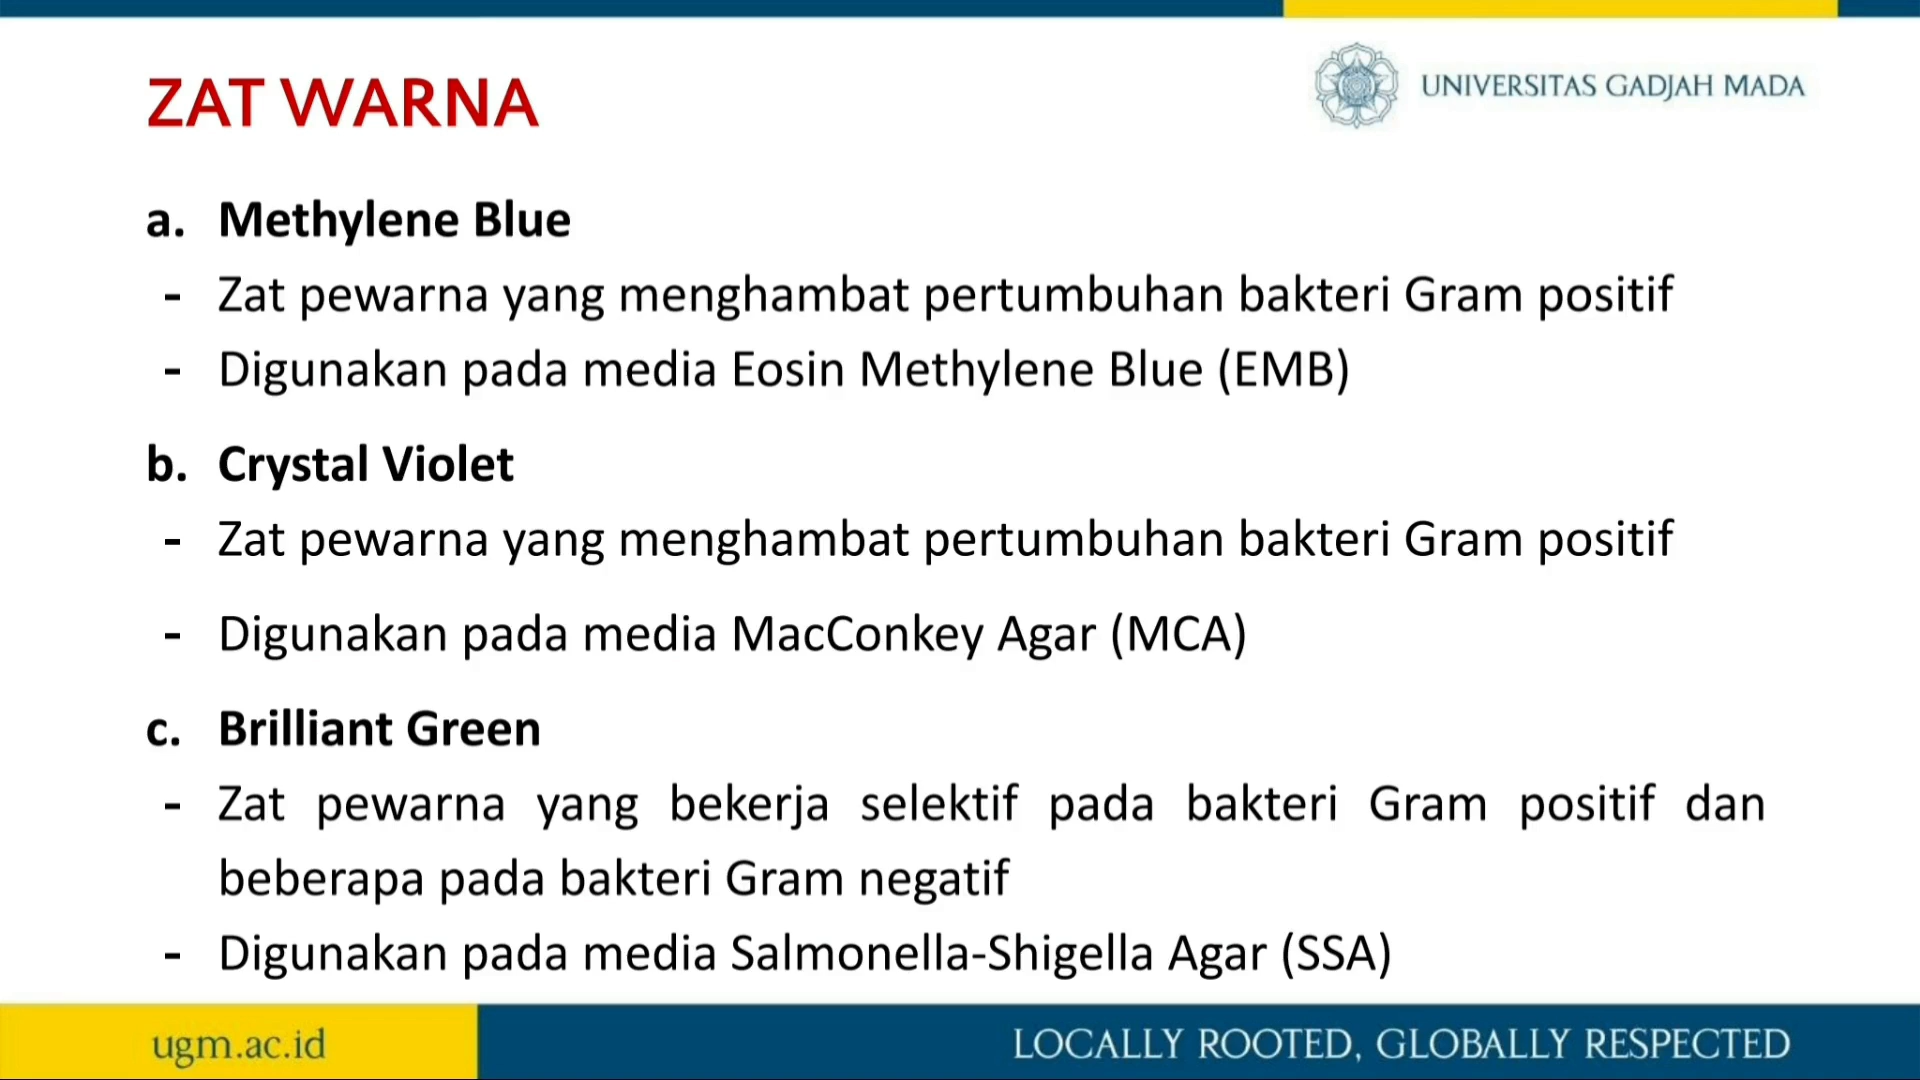 ZAT WARNA
UNIVERSITAS GADJAH MADA
a. Methylene Blue
- Zat pewarna yang menghambat pertumbuhan bakteri Gram positif
- Digunakan pada media Eosin Methylene Blue (EMB)
b. Crystal Violet
- Zat pewarna yang menghambat pertumbuhan bakteri Gram positif
- Digunakan pada media MacConkey Agar (MCA)
c. Brilliant Green
- Zat pewarna yang bekerja selektif pada bakteri Gram positif dan
beberapa pada bakteri Gram negatif
- Digunakan pada media Salmonella-Shigella Agar (SSA)
ugm.ac.id
LOCALLY ROOTED, GLOBALLY RESPECTED